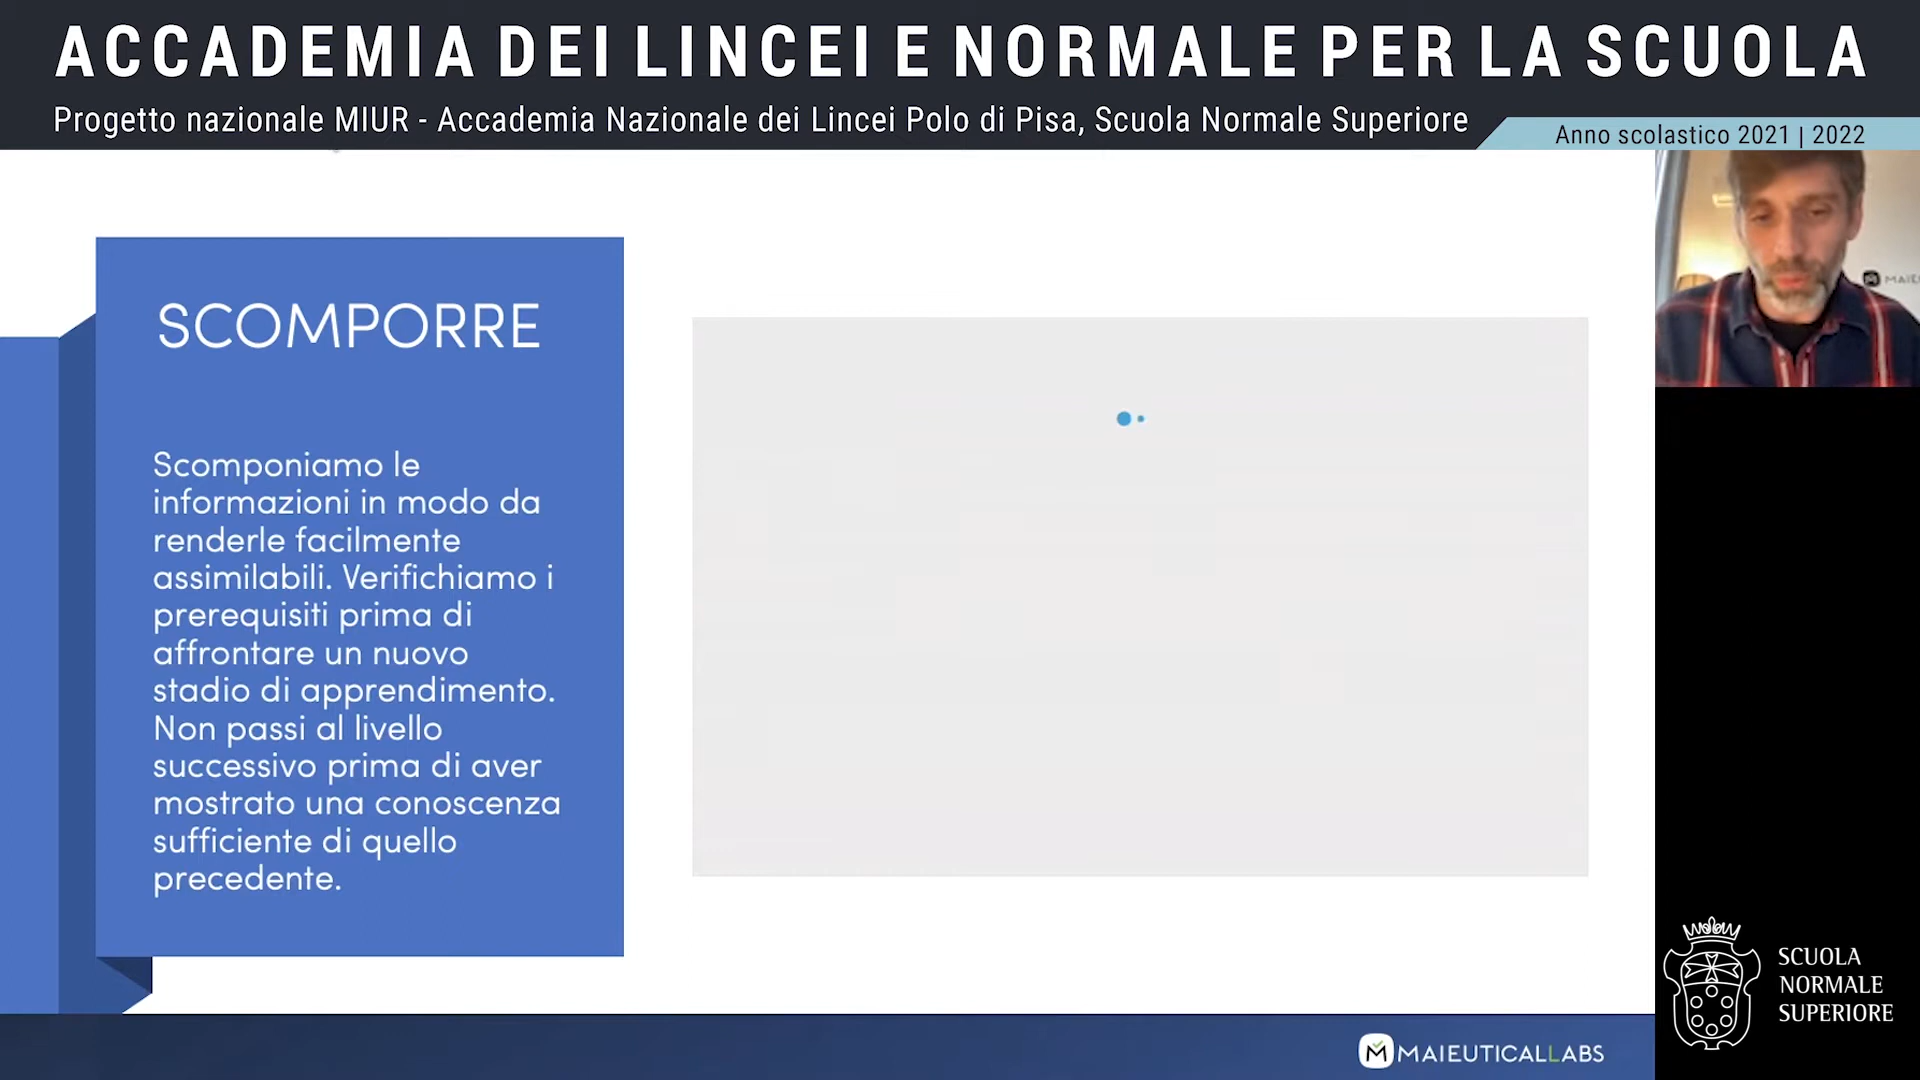 ACCADEMIA DEI LINCEI E NORMALE PER LA SCUOLA
Progetto nazionale MIUR - Accademia Nazionale dei Lincei Polo di Pisa, Scuola Normale Superiore
Anno scolastico 2021 | 2022
SCOMPORRE
Scomponiamo le
informazioni in modo da
renderle facilmente
assimilabili. Verifichiamo i
prerequisiti prima di
affrontare un nuovo
stadio di apprendimento.
Non passi al livello
successivo prima di aver
mostrato una conoscenza
sufficiente di quello
precedente.
MAIE
SCUOLA
NORMALE
SUPERIORE
MAIEUTICALLABS